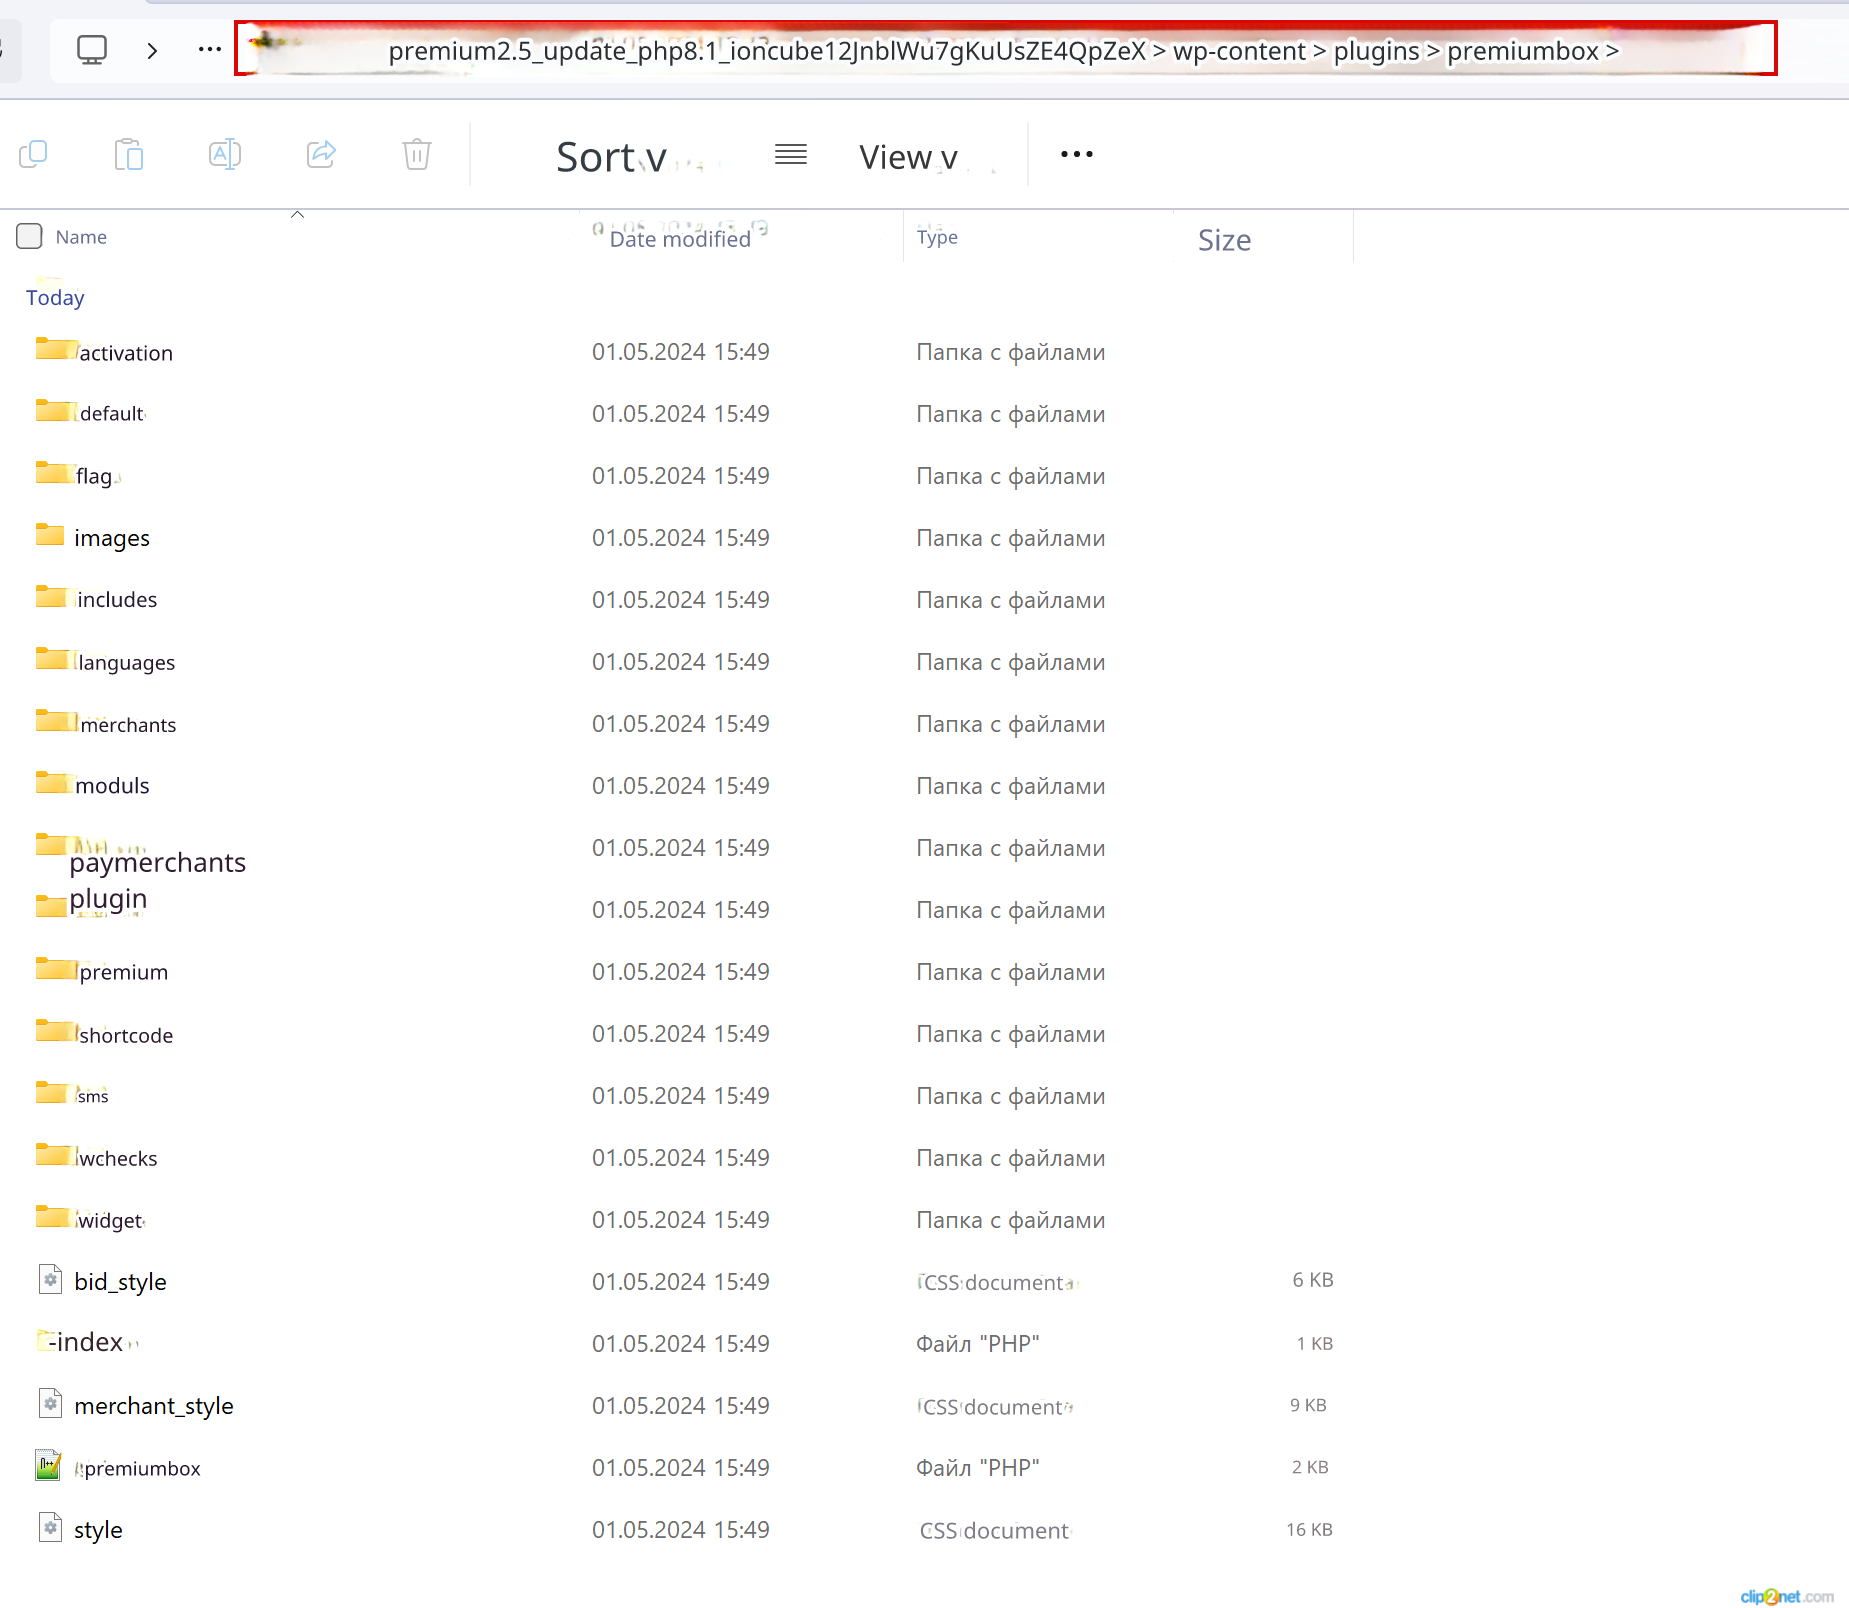 premium2.5_update_php8.1_ioncube12JnblWu7gKuUsZE4QpZeX > wp-content > plugins > premiumbox >
Sort v View v
Name Date modified Type Size
Today
activation 01.05.2024 15:49 Папка с файлами
default 01.05.2024 15:49 Папка с файлами
flag 01.05.2024 15:49 Папка с файлами
images 01.05.2024 15:49 Папка с файлами
includes 01.05.2024 15:49 Папка с файлами
languages 01.05.2024 15:49 Папка с файлами
merchants 01.05.2024 15:49 Папка с файлами
moduls 01.05.2024 15:49 Папка с файлами
paymerchants 01.05.2024 15:49 Папка с файлами
plugin 01.05.2024 15:49 Папка с файлами
premium 01.05.2024 15:49 Папка с файлами
shortcode 01.05.2024 15:49 Папка с файлами
sms 01.05.2024 15:49 Папка с файлами
wchecks 01.05.2024 15:49 Папка с файлами
widget 01.05.2024 15:49 Папка с файлами
bid_style 01.05.2024 15:49 CSS document 6 KB
-index 01.05.2024 15:49 Файл "PHP" 1 KB
merchant_style 01.05.2024 15:49 CSS document 9 KB
premiumbox 01.05.2024 15:49 Файл "PHP" 2 KB
style 01.05.2024 15:49 CSS document 16 KB
clip2net.com